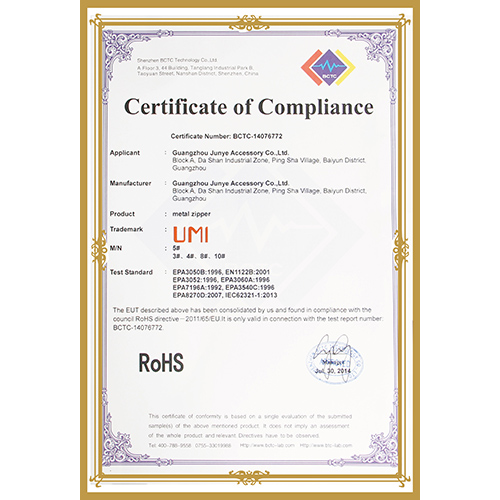 Shenzhen BCTC Technology Co.,Ltd.
A Floor 3, 44 Building, Tanglang Industrial Park B,
Taoyuan Street, Nanshan District, Shenzhen, China
BCTC
Certificate of Compliance
Certificate Number: BCTC-14076772
Applicant : Guangzhou Junye Accessory Co.,Ltd.
Block A, Da Shan Industrial Zone, Ping Sha Village, Baiyun District,
Guangzhou
Manufacturer : Guangzhou Junye Accessory Co.,Ltd.
Block A, Da Shan Industrial Zone, Ping Sha Village, Baiyun District,
Guangzhou
Product : metal zipper
Trademark : UMI
M/N : 5#
3#、4#、8#、10#
Test Standard : EPA3050B:1996, EN1122B:2001
EPA3052:1996, EPA3060A:1996
EPA7196A:1992, EPA3540C:1996
EPA8270D:2007, IEC62321-1:2013
The EUT described above has been consolidated by us and found in compliance with the
council RoHS directive－2011/65/EU.It is only valid in connection with the test report number:
BCTC-14076772.
RoHS
Manager
Jul. 30, 2014
This certificate of conformity is based on a single evaluation of the submitted
sample(s) of the above mentioned product. It does not imply an assessment
of the whole product and relevant Directives have to be observed.
Tel: 400-788-9558 0755-33019988